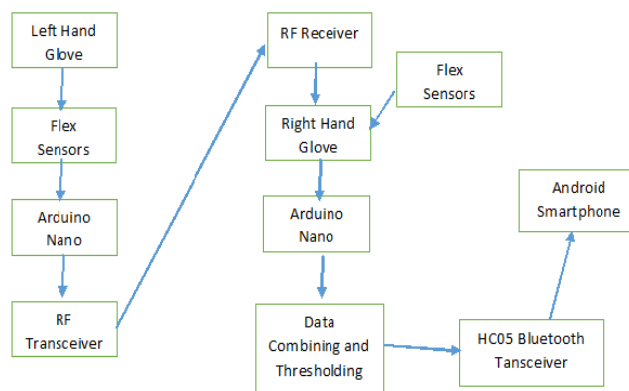 Left Hand
Glove
Flex
Sensors
Arduino
Nano
RF
Transceiver
RF Receiver
Flex
Sensors
Right Hand
Glove
Arduino
Nano
Data
Combining and
Thresholding
HC05 Bluetooth
Tansceiver
Android
Smartphone